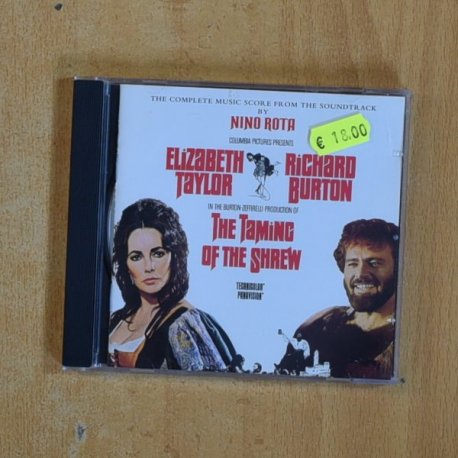 THE COMPLETE MUSIC SCORE FROM THE SOUNDTRACK
BY
NINO ROTA
€ 18.00
COLUMBIA PICTURES PRESENTS
ELIZABETH TAYLOR
RICHARD BURTON
IN THE BURTON-ZEFFIRELLI PRODUCTION OF
THE TAMING
OF THE SHREW
TECHNICOLOR®
PANAVISION®